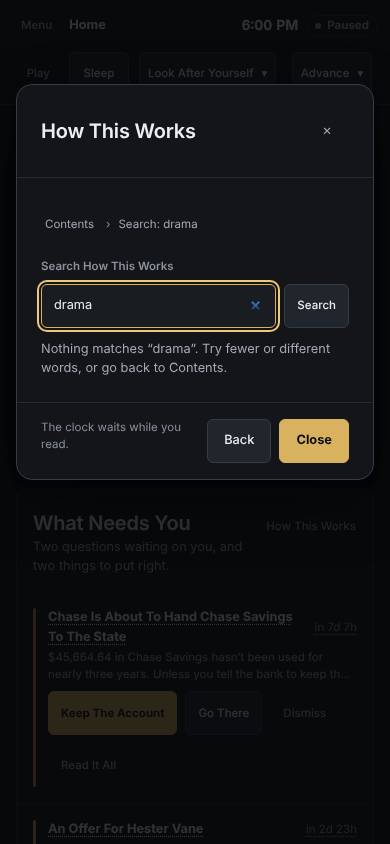 Menu Home 6:00 PM Paused
Play Sleep Look After Yourself ▾ Advance ▾
How This Works ×
Contents › Search: drama
Search How This Works
drama × Search
Nothing matches “drama”. Try fewer or different
words, or go back to Contents.
The clock waits while you
read.
Back Close
What Needs You How This Works
Two questions waiting on you, and
two things to put right.
Chase Is About To Hand Chase Savings
To The State
in 7d 7h
$45,664.64 in Chase Savings hasn't been used for
nearly three years. Unless you tell the bank to keep th...
Keep The Account Go There Dismiss
Read It All
An Offer For Hester Vane in 2d 23h